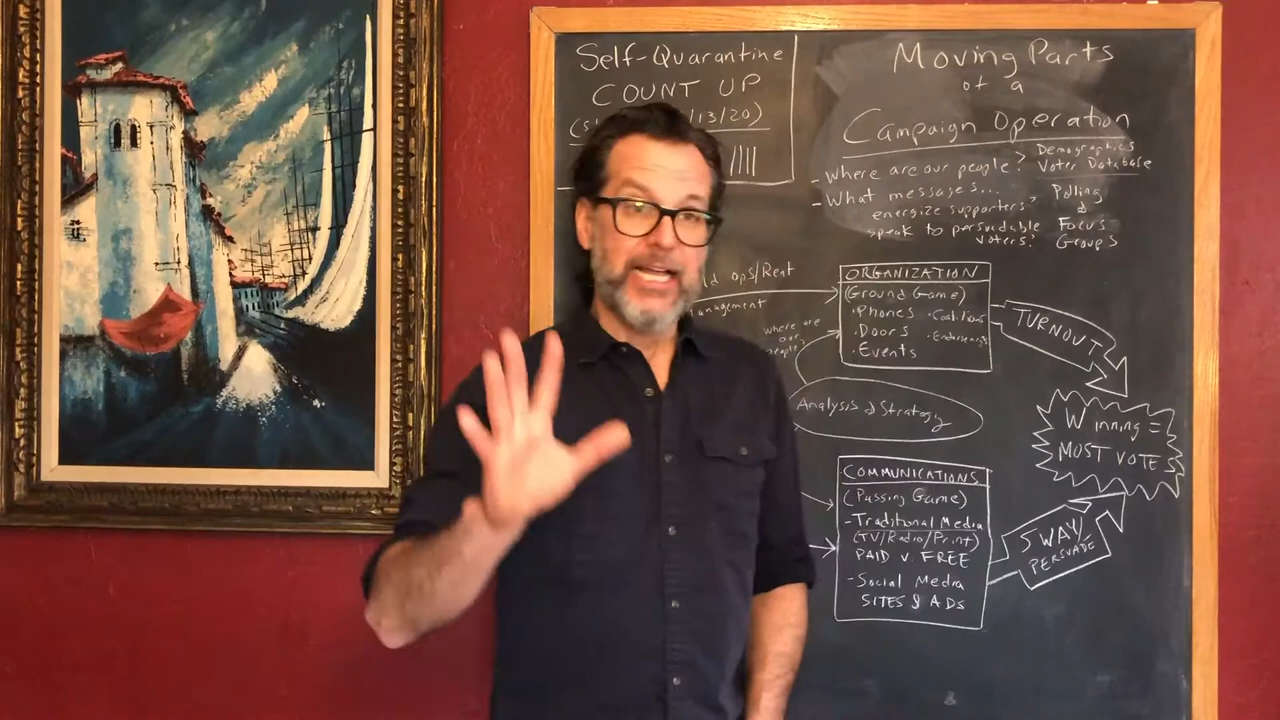 Self-Quarantine
COUNT UP
/13/20)
Moving Parts
of a
Campaign Operation
- Where are our people?
Demographics
Voter Database
- What messages...
energize supporters?
speak to persuadable
voters?
Polling
&
Focus
Groups
ops/Rent
anagement
where are
our
people?
ORGANIZATION
(Ground Game)
• Phones
• Coalitions
• Doors
• Events
TURNOUT
Analysis & Strategy
Winning =
MOST VOTES
COMMUNICATIONS
(Passing Game)
- Traditional Media
(TV/Radio/Print)
PAID v. FREE
- Social Media
SITES & ADS
SWAY/
PERSUADE